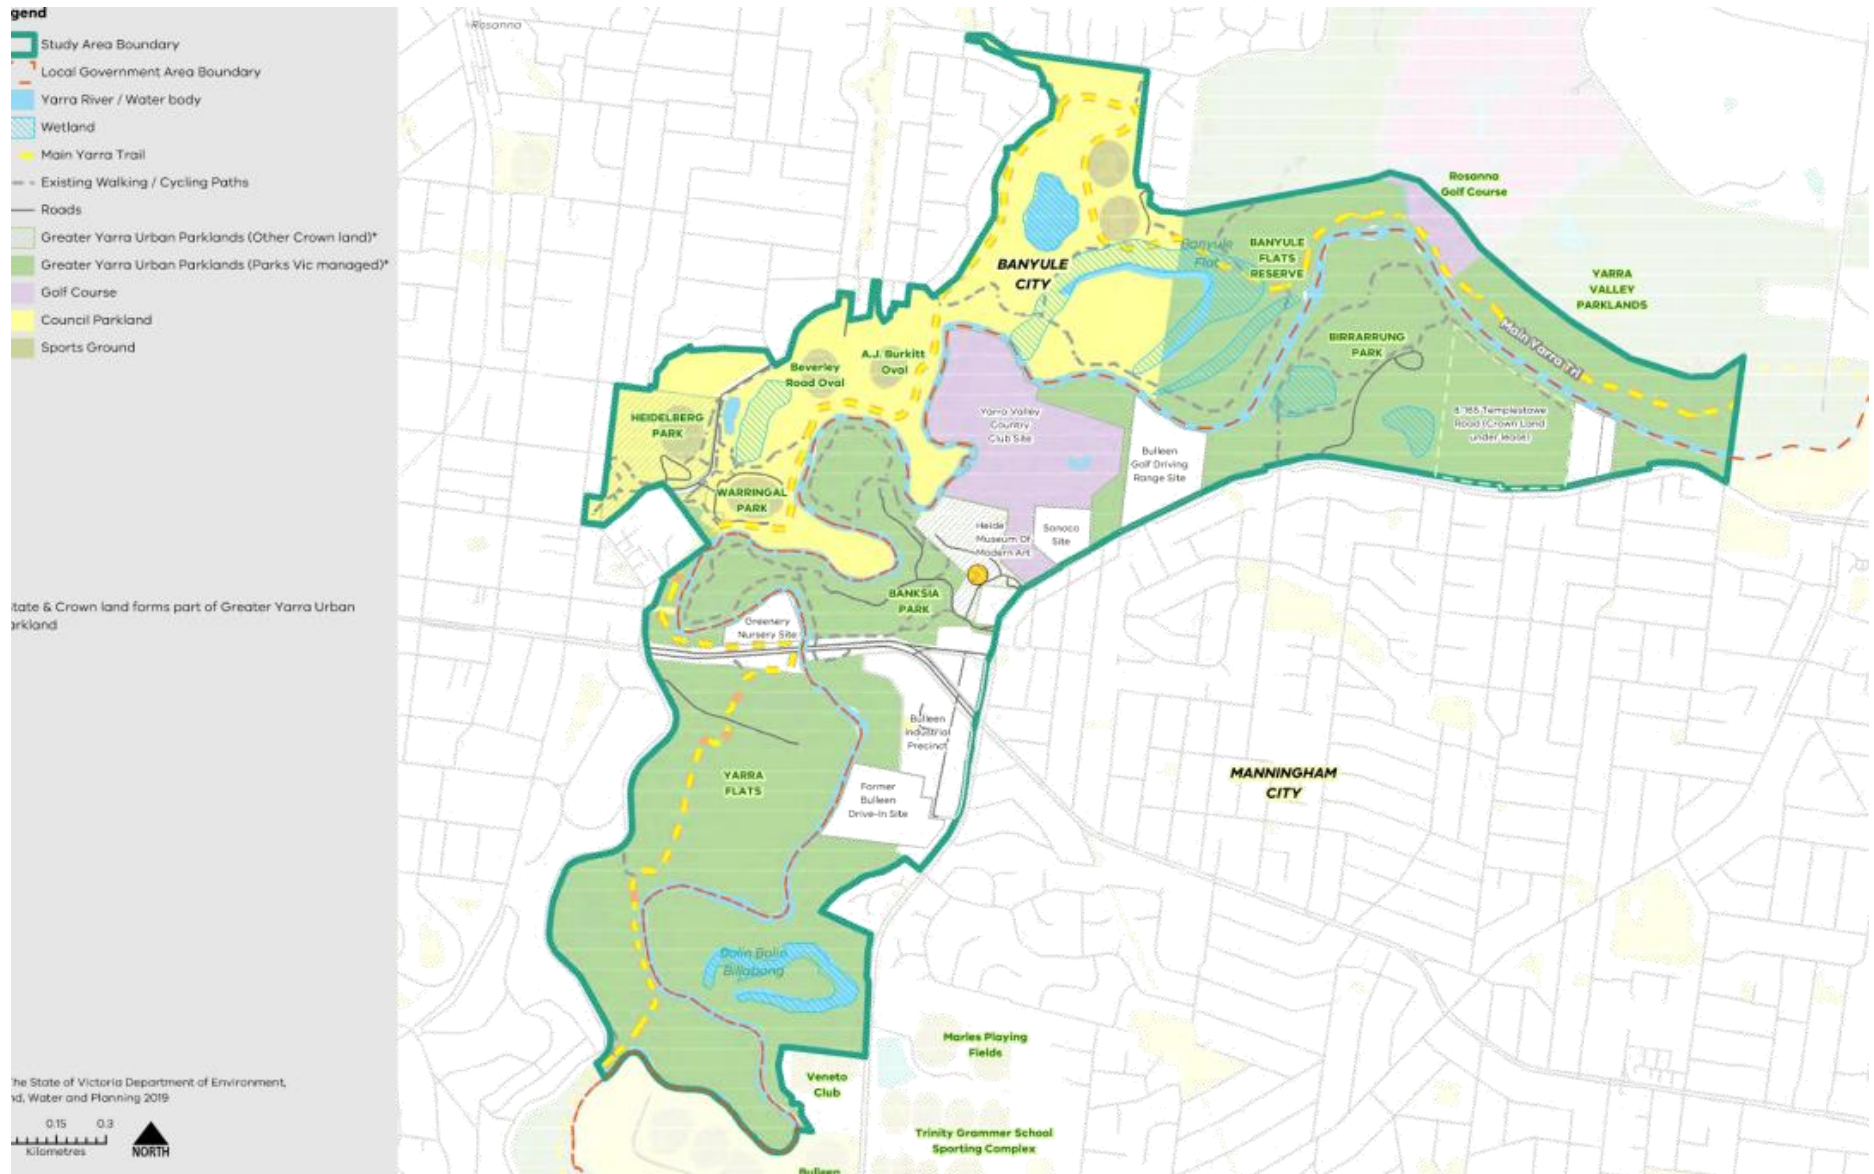 gend
Study Area Boundary
Local Government Area Boundary
Yarra River / Water body
Wetland
Main Yarra Trail
Existing Walking / Cycling Paths
Roads
Greater Yarra Urban Parklands (Other Crown land)*
Greater Yarra Urban Parklands (Parks Vic managed)*
Golf Course
Council Parkland
Sports Ground
tate & Crown land forms part of Greater Yarra Urban
arkland
he State of Victoria Department of Environment,
nd, Water and Planning 2019
0.15 0.3
Kilometres
NORTH
Rosanna
Rosanna
Golf Course
BANYULE
CITY
Banyule
Flat
BANYULE
FLATS
RESERVE
YARRA
VALLEY
PARKLANDS
BIRRARRUNG
PARK
Main Yarra Trl
A.J. Burkitt
Oval
Beverley
Road Oval
HEIDELBERG
PARK
Yarra Valley
Country
Club Site
Bulleen
Golf Driving
Range Site
Road (Crown Land
under lease)
WARRINGAL
PARK
Heide
Museum Of
Modern Art
Sonoco
Site
BANKSIA
PARK
Greenery
Nursery Site
Bulleen
Industrial
Precinct
YARRA
FLATS
Former
Bulleen
Drive-In Site
MANNINGHAM
CITY
Bolin Bolin
Billabong
Marles Playing
Fields
Veneto
Club
Trinity Grammer School
Sporting Complex
Bulleen